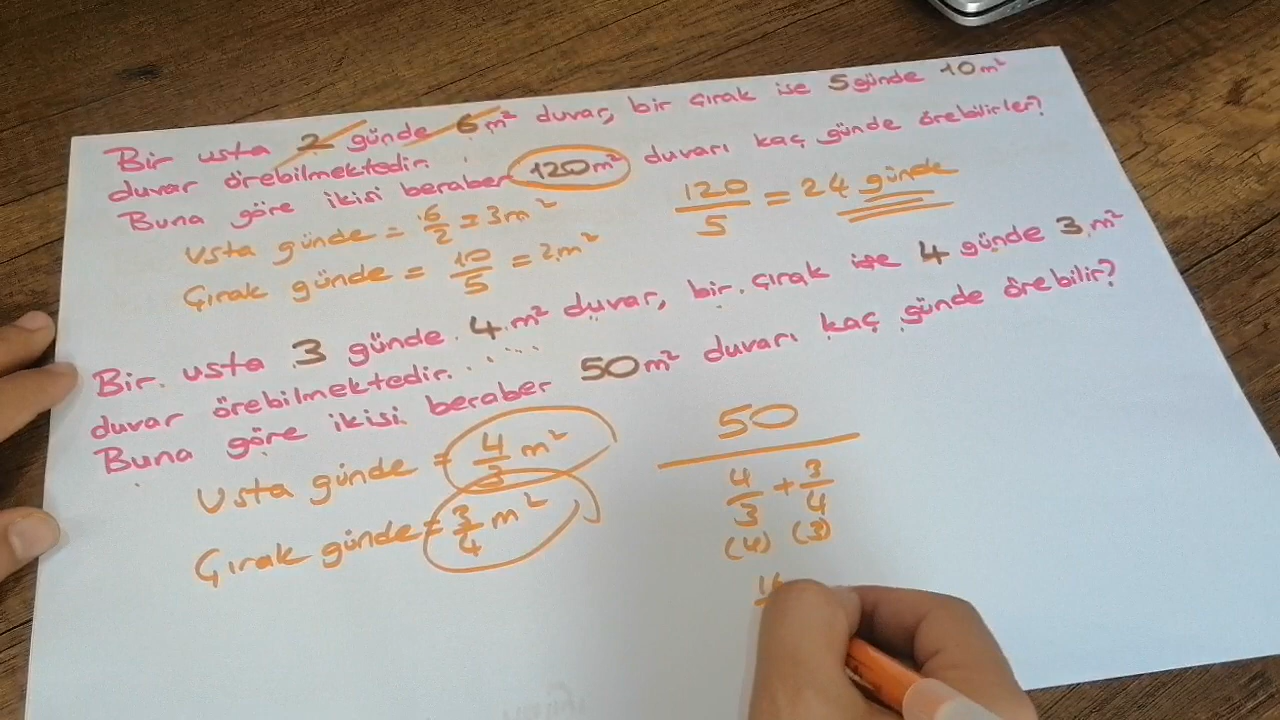 Bir usta 2 günde 6 m² duvar, bir çırak ise 5 günde 10 m²
duvar örebilmektedir.
Buna göre ikisi beraber 120 m² duvarı kaç günde örebilirler?
Usta günde = 6/2 = 3 m²
Çırak günde = 10/5 = 2 m²
120/5 = 24 günde
Bir usta 3 günde 4 m² duvar, bir çırak ise 4 günde 3 m²
duvar örebilmektedir.
Buna göre ikisi beraber 50 m² duvarı kaç günde örebilir?
Usta günde = 4/3 m²
Çırak günde = 3/4 m²
50
4/3 + 3/4
(4) (3)